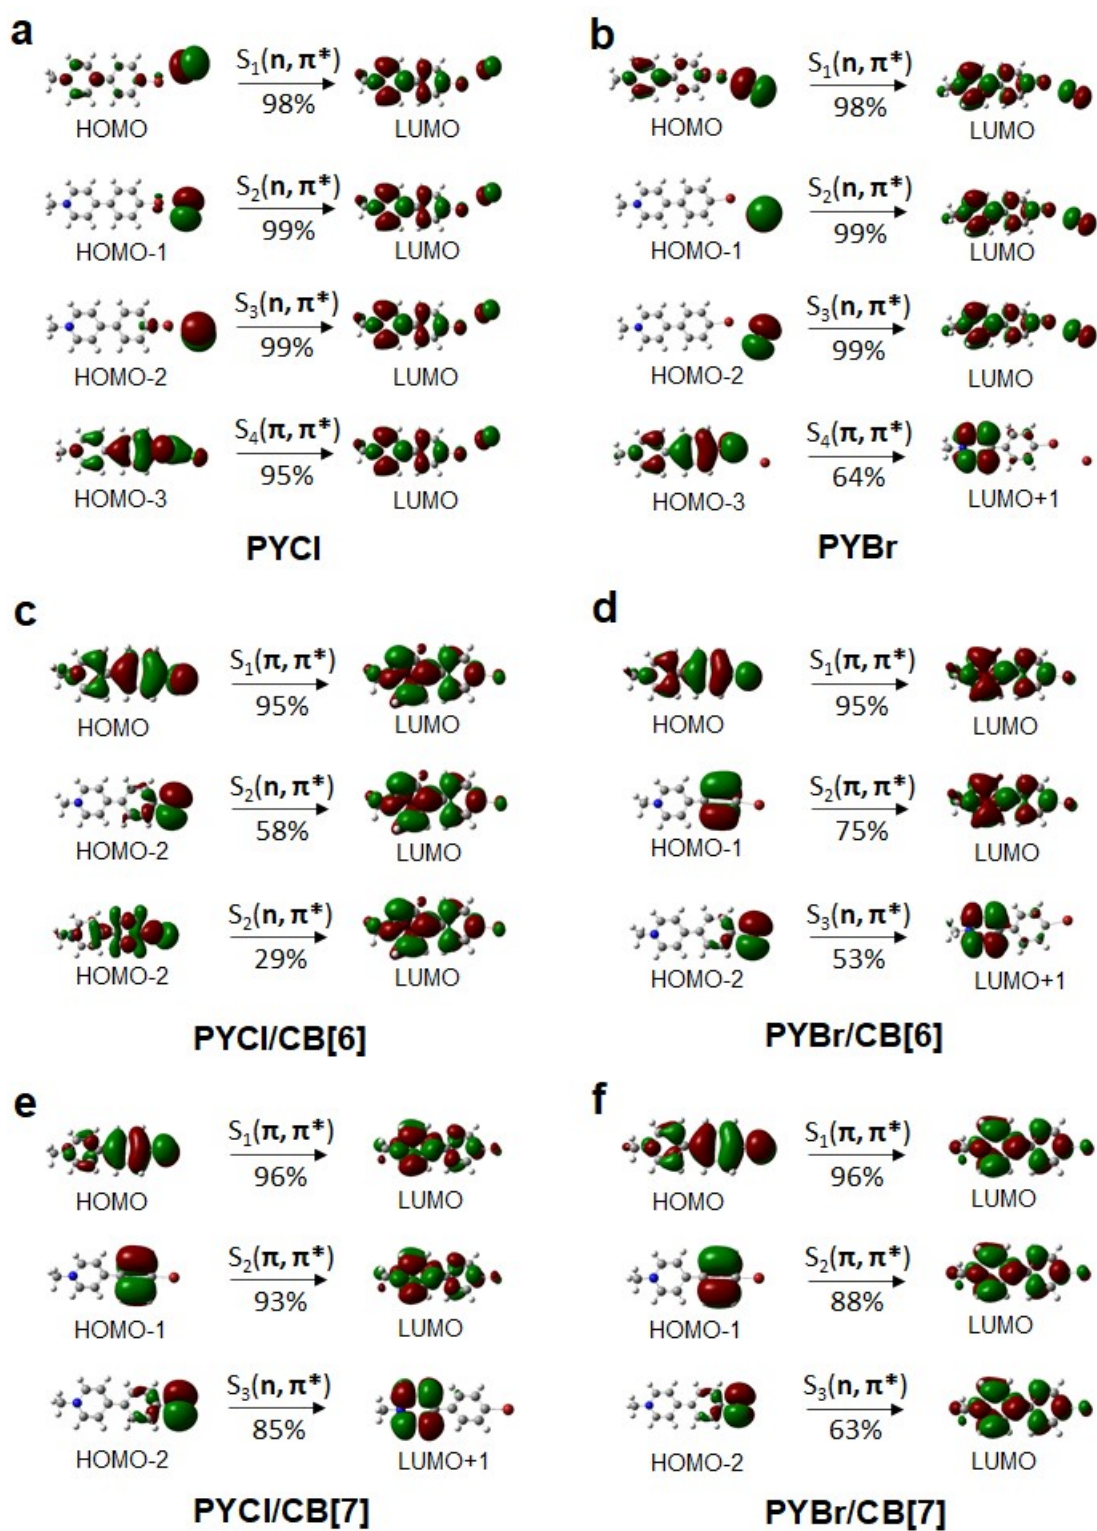 a
S1(n, π*)
98%
HOMO
LUMO
S2(n, π*)
99%
HOMO-1
LUMO
S3(n, π*)
99%
HOMO-2
LUMO
S4(π, π*)
95%
HOMO-3
LUMO
PYCl
b
S1(n, π*)
98%
HOMO
LUMO
S2(n, π*)
99%
HOMO-1
LUMO
S3(n, π*)
99%
HOMO-2
LUMO
S4(π, π*)
64%
HOMO-3
LUMO+1
PYBr
c
S1(π, π*)
95%
HOMO
LUMO
S2(n, π*)
58%
HOMO-2
LUMO
S2(n, π*)
29%
HOMO-2
LUMO
PYCl/CB[6]
d
S1(π, π*)
95%
HOMO
LUMO
S2(π, π*)
75%
HOMO-1
LUMO
S3(n, π*)
53%
HOMO-2
LUMO+1
PYBr/CB[6]
e
S1(π, π*)
96%
HOMO
LUMO
S2(π, π*)
93%
HOMO-1
LUMO
S3(n, π*)
85%
HOMO-2
LUMO+1
PYCl/CB[7]
f
S1(π, π*)
96%
HOMO
LUMO
S2(π, π*)
88%
HOMO-1
LUMO
S3(n, π*)
63%
HOMO-2
LUMO
PYBr/CB[7]